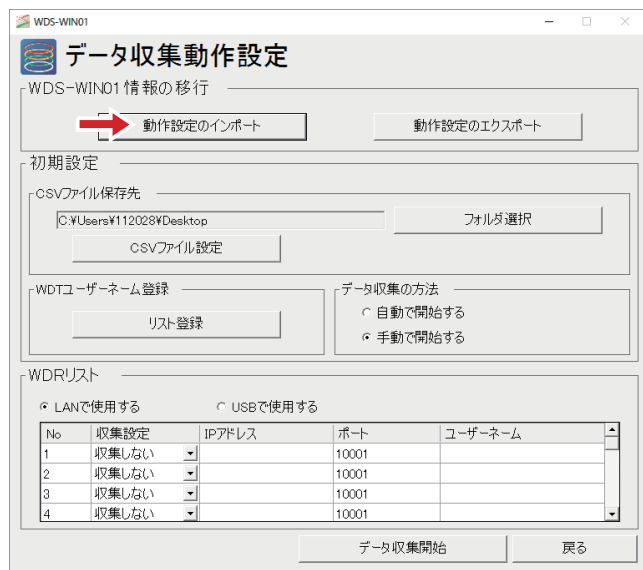 WDS-WIN01
データ収集動作設定
WDS-WIN01情報の移行
動作設定のインポート 動作設定のエクスポート
初期設定
CSVファイル保存先
C:¥Users¥112028¥Desktop フォルダ選択
CSVファイル設定
WDTユーザーネーム登録 データ収集の方法
自動で開始する
リスト登録
手動で開始する
WDRリスト
LANで使用する USBで使用する
No 収集設定 IPアドレス ポート ユーザーネーム
1 収集しない 10001
2 収集しない 10001
3 収集しない 10001
4 収集しない 10001
データ収集開始 戻る